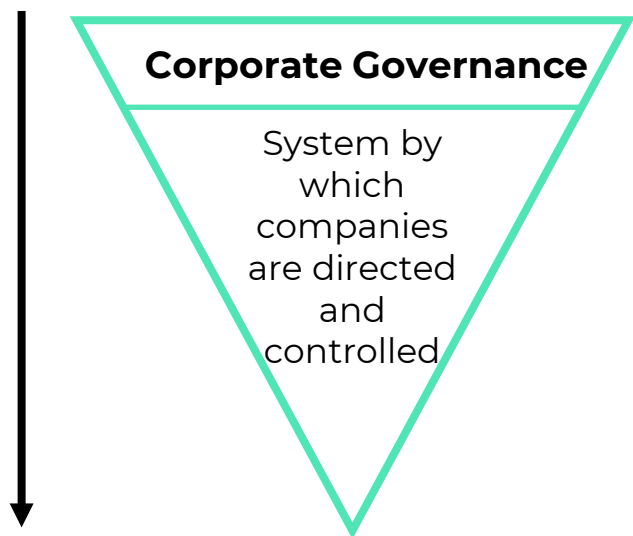 Corporate Governance
System by
which
companies
are directed
and
controlled